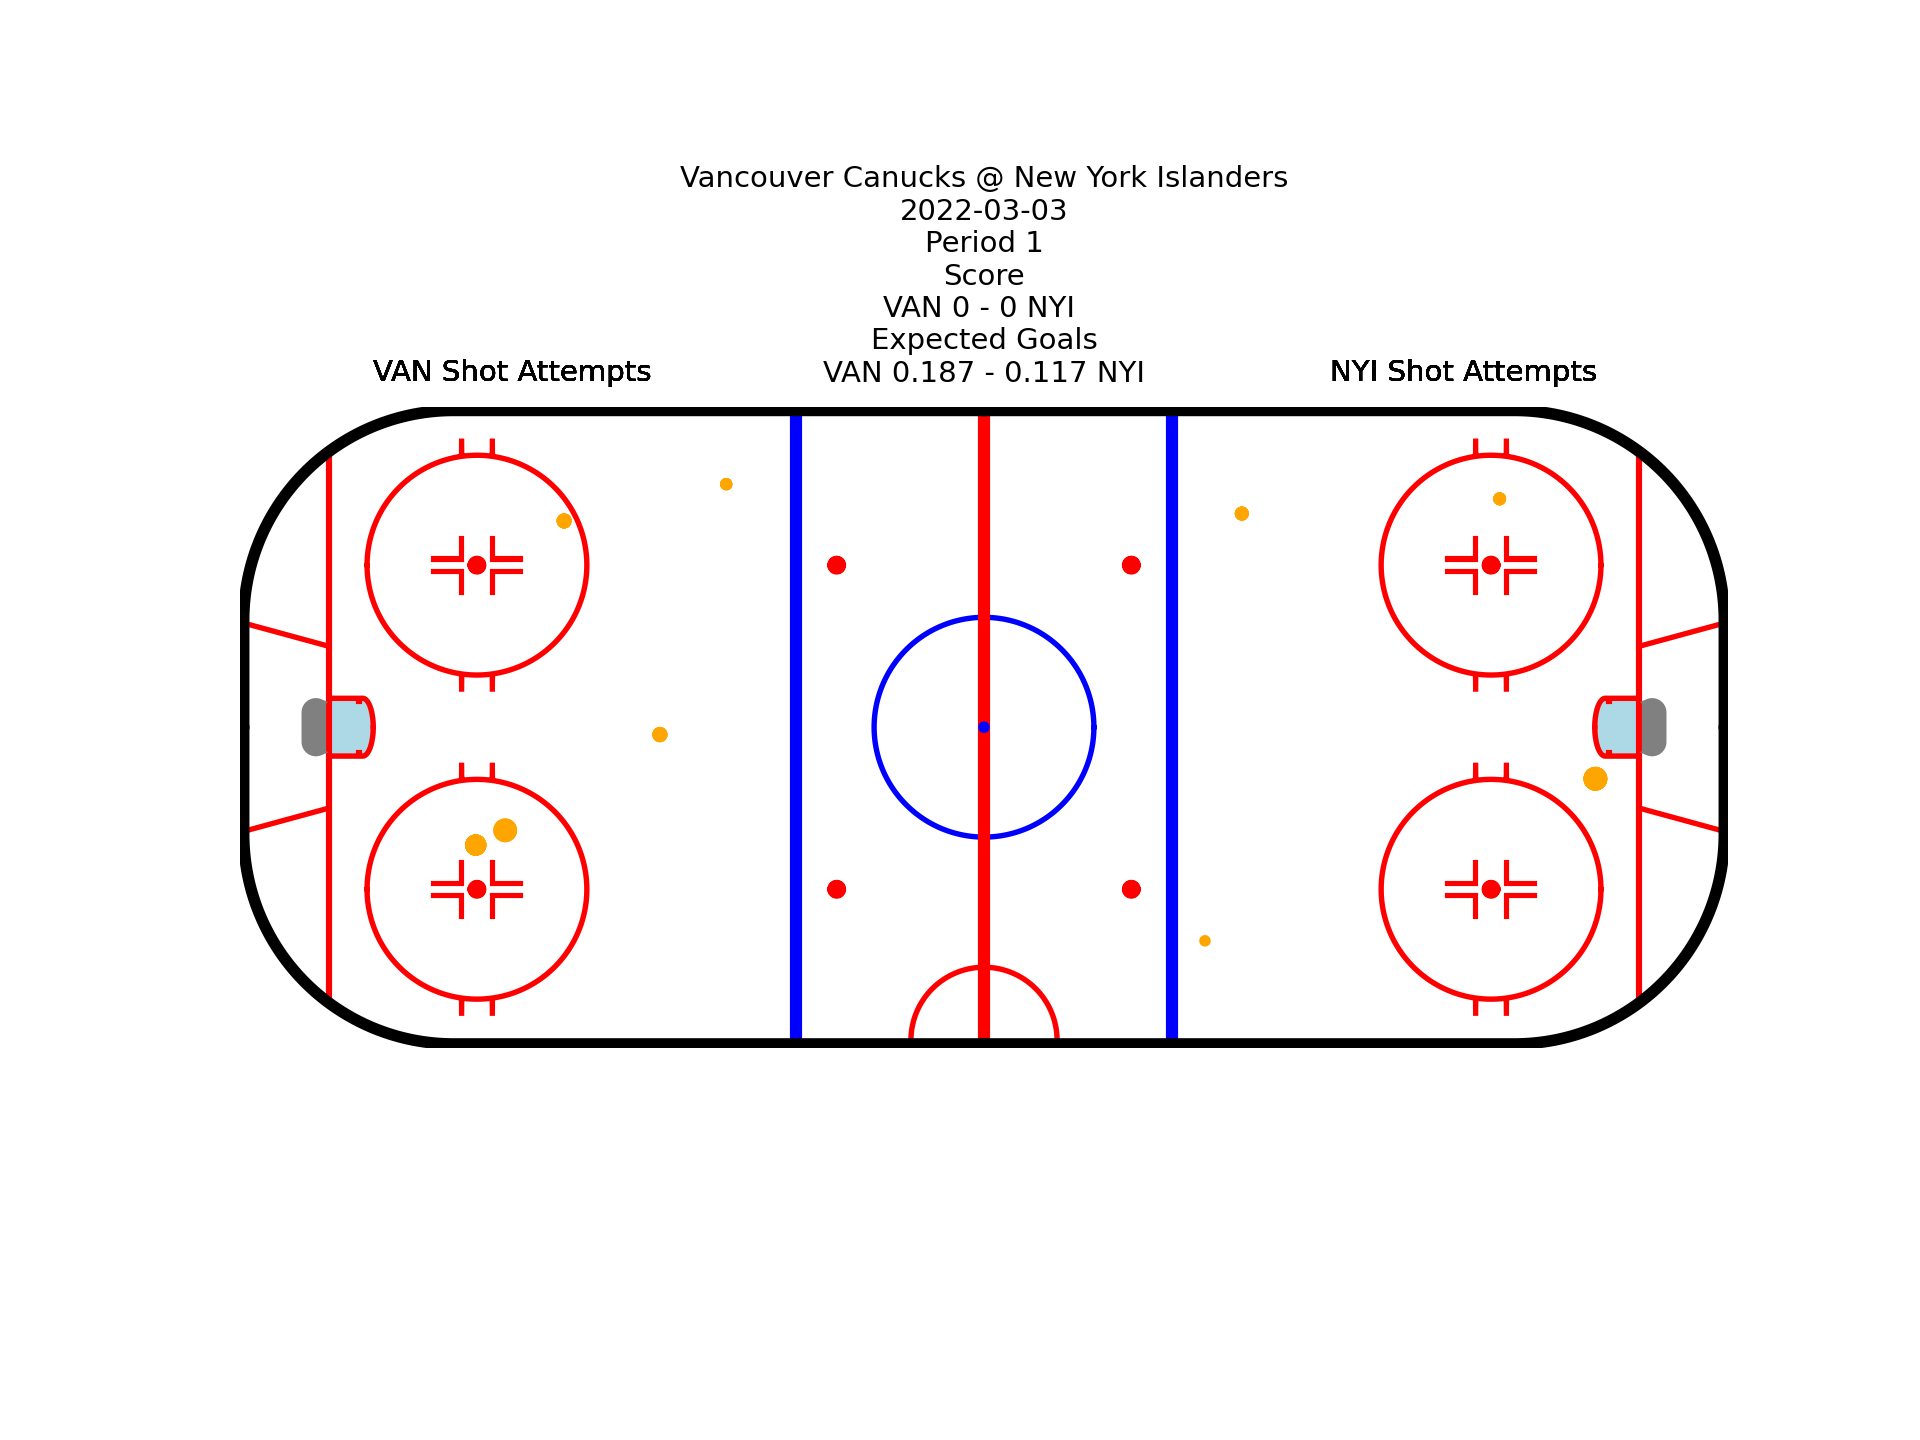 Vancouver Canucks @ New York Islanders
2022-03-03
Period 1
Score
VAN 0 - 0 NYI
Expected Goals
VAN 0.187 - 0.117 NYI
VAN Shot Attempts
NYI Shot Attempts